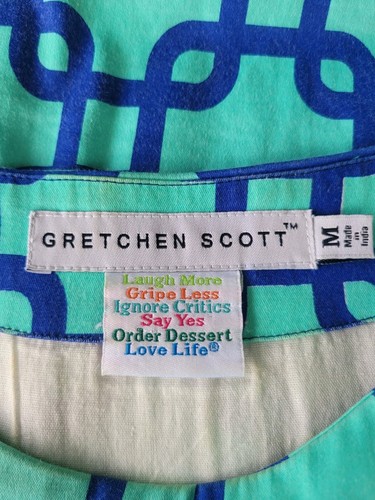 GRETCHEN SCOTT™
M
Made
in
India
Laugh More
Gripe Less
Ignore Critics
Say Yes
Order Dessert
Love Life®